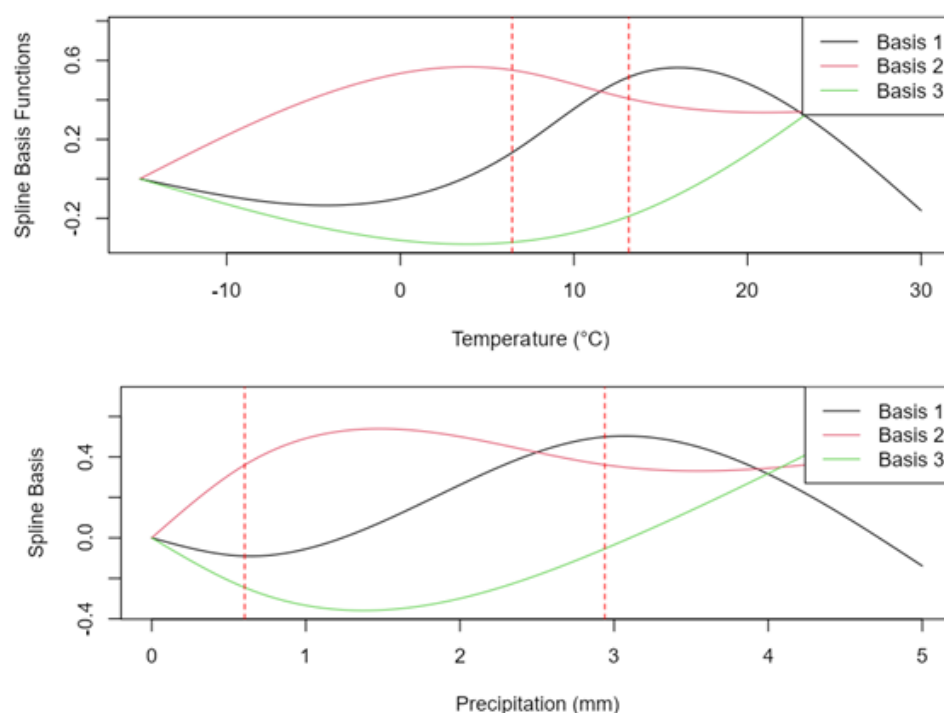 Spline Basis Functions
0.6
0.2
-0.2
Basis 1
Basis 2
Basis 3
-10 0 10 20 30
Temperature (°C)
Spline Basis
0.4
0.0
-0.4
Basis 1
Basis 2
Basis 3
0 1 2 3 4 5
Precipitation (mm)